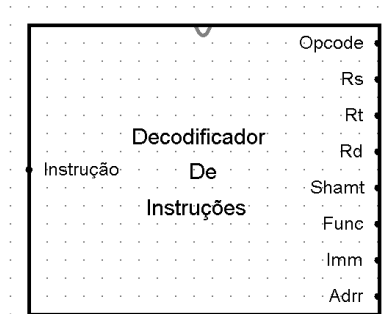 Opcode
Rs
Rt
Decodificador
Rd
Instrução
De
Shamt
Instruções
Func
Imm
Adrr